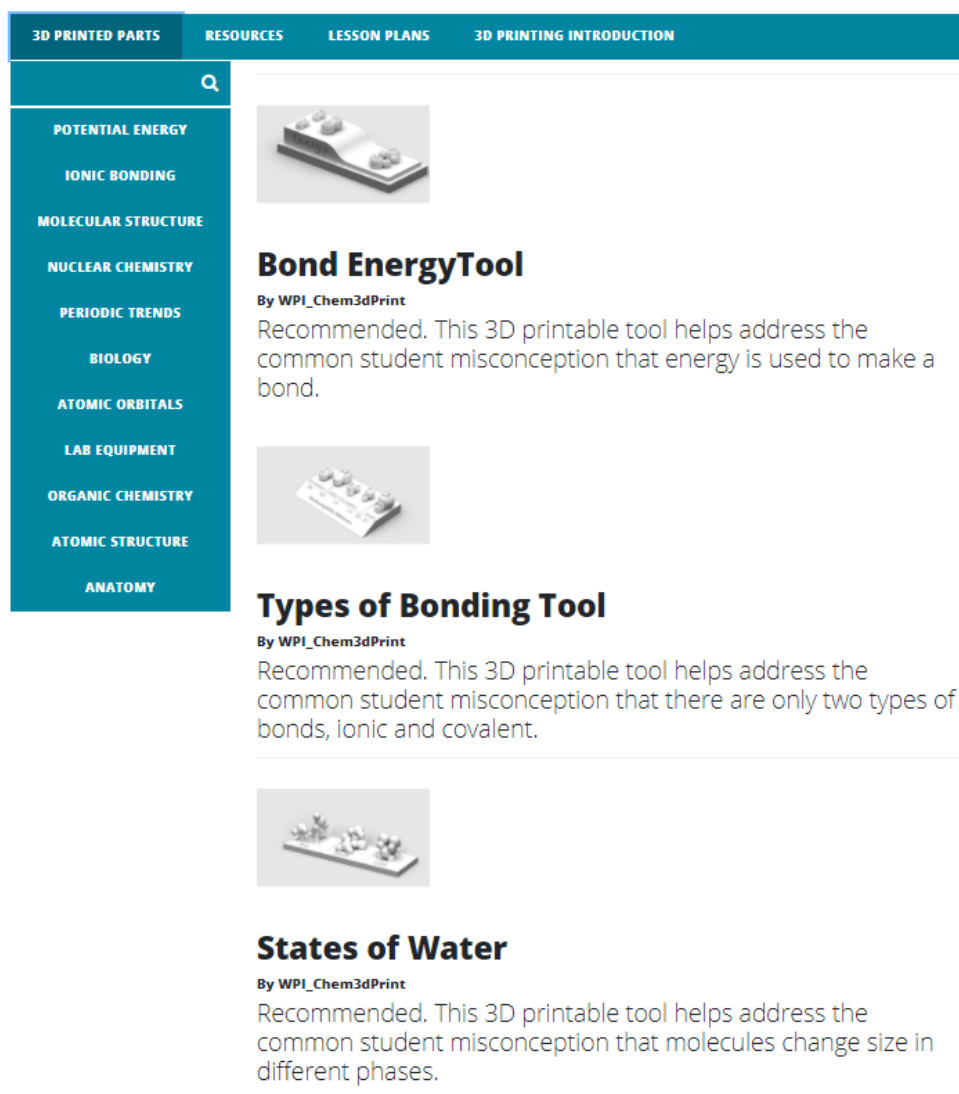 3D PRINTED PARTS RESOURCES LESSON PLANS 3D PRINTING INTRODUCTION
POTENTIAL ENERGY
IONIC BONDING
MOLECULAR STRUCTURE
NUCLEAR CHEMISTRY
PERIODIC TRENDS
BIOLOGY
ATOMIC ORBITALS
LAB EQUIPMENT
ORGANIC CHEMISTRY
ATOMIC STRUCTURE
ANATOMY
Energy
Bond EnergyTool
By WPI_Chem3dPrint
Recommended. This 3D printable tool helps address the
common student misconception that energy is used to make a
bond.
Types of Bonding Tool
By WPI_Chem3dPrint
Recommended. This 3D printable tool helps address the
common student misconception that there are only two types of
bonds, ionic and covalent.
States of Water
By WPI_Chem3dPrint
Recommended. This 3D printable tool helps address the
common student misconception that molecules change size in
different phases.